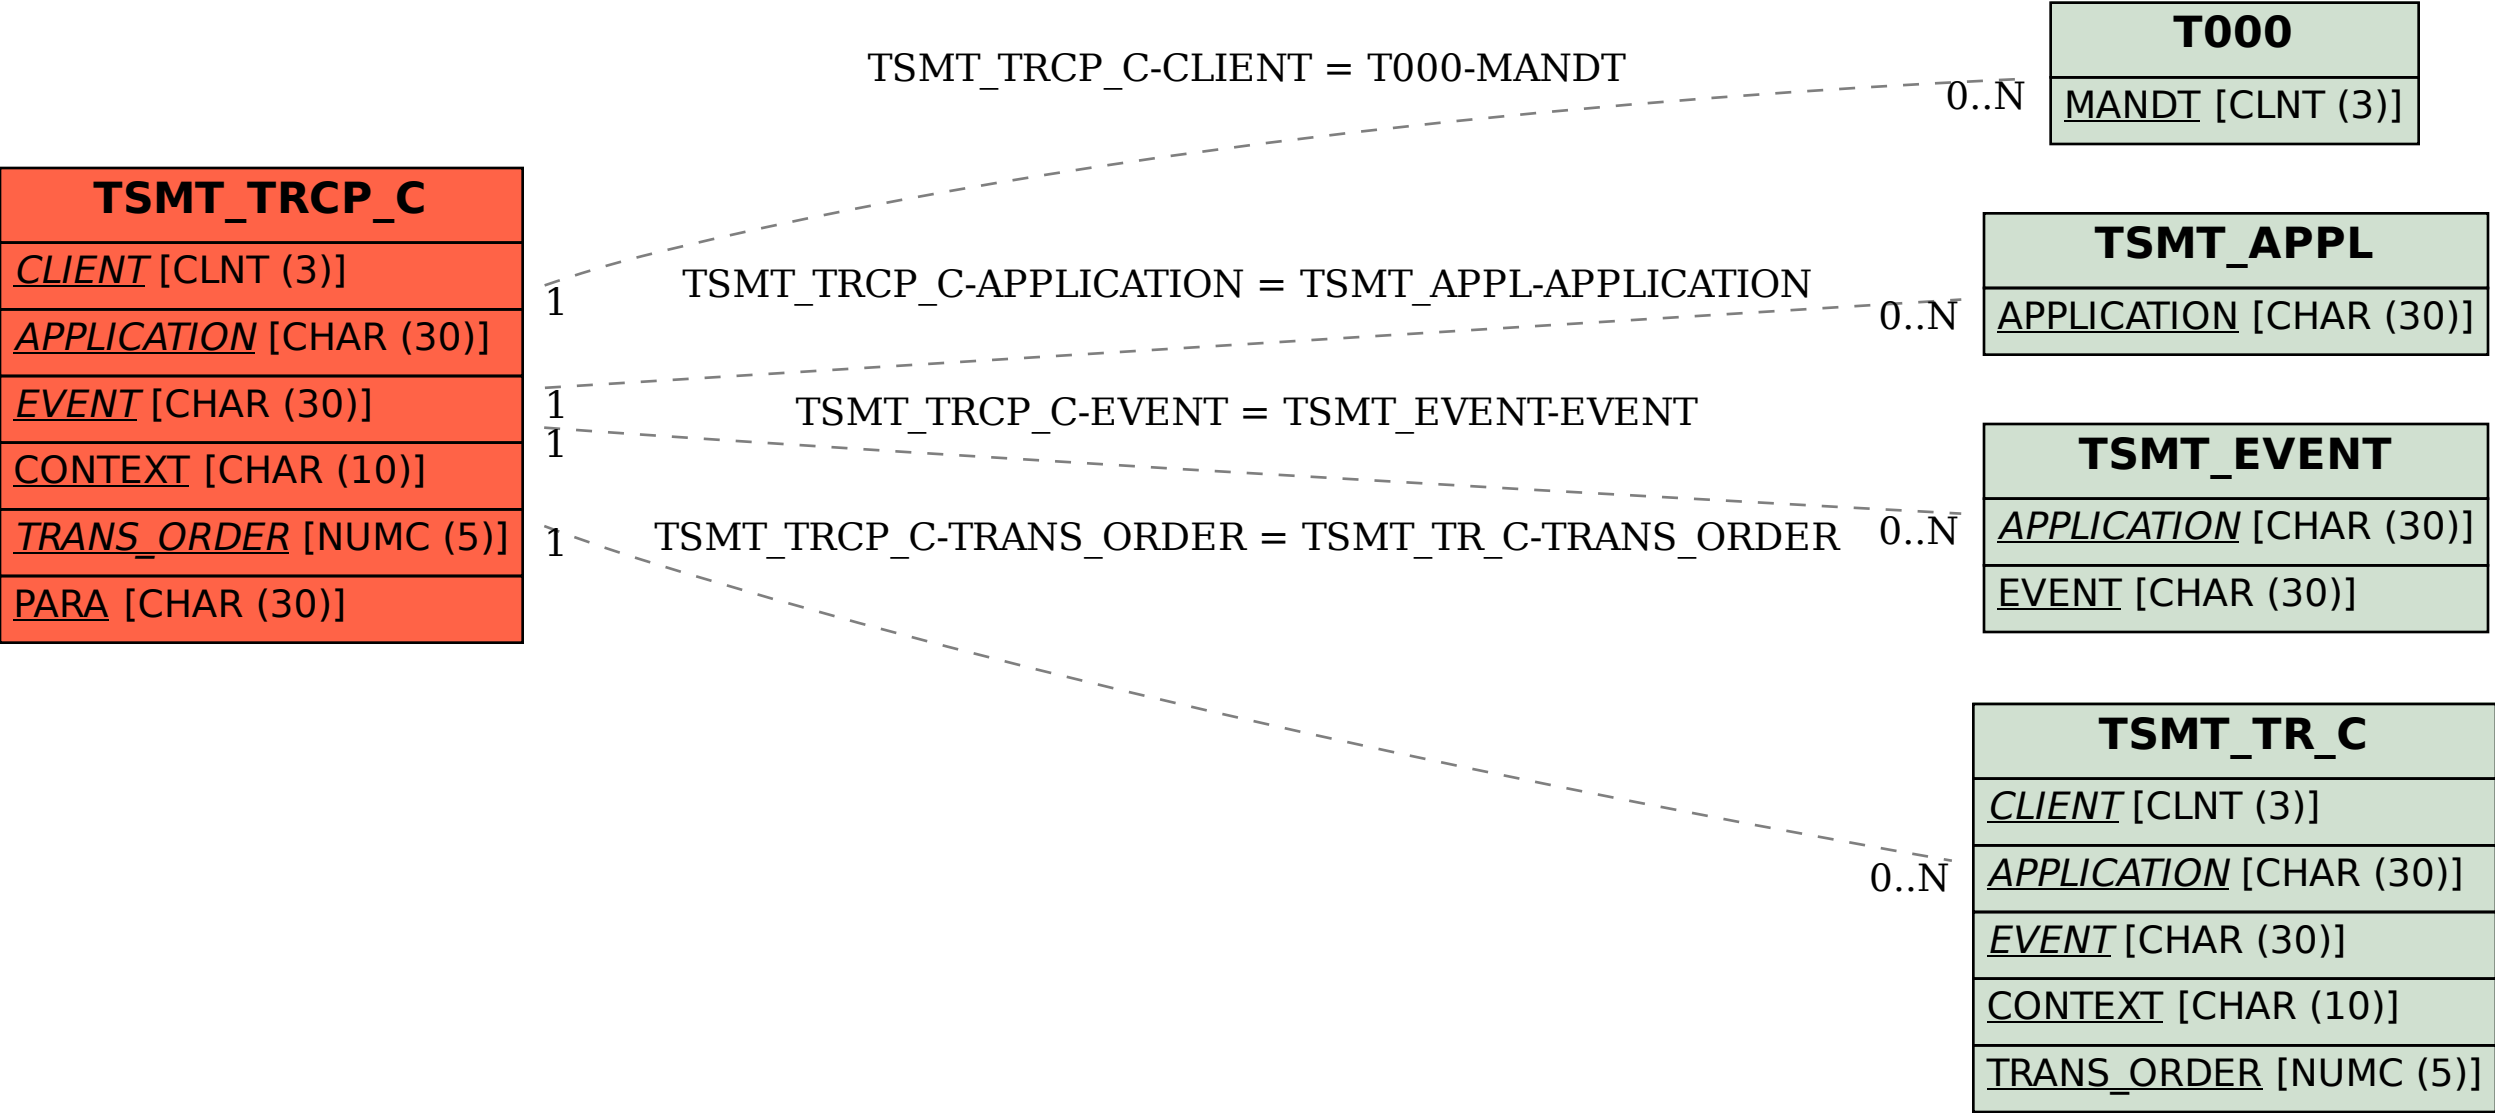 TSMT_TRCP_C
CLIENT [CLNT (3)]
APPLICATION [CHAR (30)]
EVENT [CHAR (30)]
CONTEXT [CHAR (10)]
TRANS_ORDER [NUMC (5)]
PARA [CHAR (30)]
TSMT_TRCP_C-CLIENT = T000-MANDT
1
0..N
TSMT_TRCP_C-APPLICATION = TSMT_APPL-APPLICATION
1
0..N
TSMT_TRCP_C-EVENT = TSMT_EVENT-EVENT
1
0..N
TSMT_TRCP_C-TRANS_ORDER = TSMT_TR_C-TRANS_ORDER
1
0..N
T000
MANDT [CLNT (3)]
TSMT_APPL
APPLICATION [CHAR (30)]
TSMT_EVENT
APPLICATION [CHAR (30)]
EVENT [CHAR (30)]
TSMT_TR_C
CLIENT [CLNT (3)]
APPLICATION [CHAR (30)]
EVENT [CHAR (30)]
CONTEXT [CHAR (10)]
TRANS_ORDER [NUMC (5)]